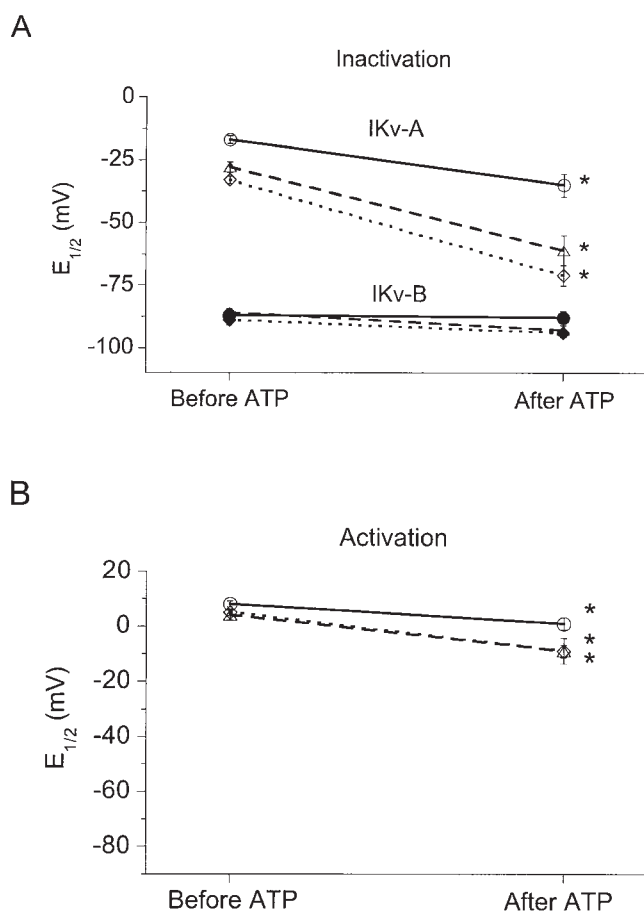 A
Inactivation
0
-25
-50
-75
-100
E1/2 (mV)
IKv-A
*
*
*
IKv-B
Before ATP
After ATP
B
Activation
20
0
-20
-40
-60
-80
E1/2 (mV)
*
*
*
Before ATP
After ATP